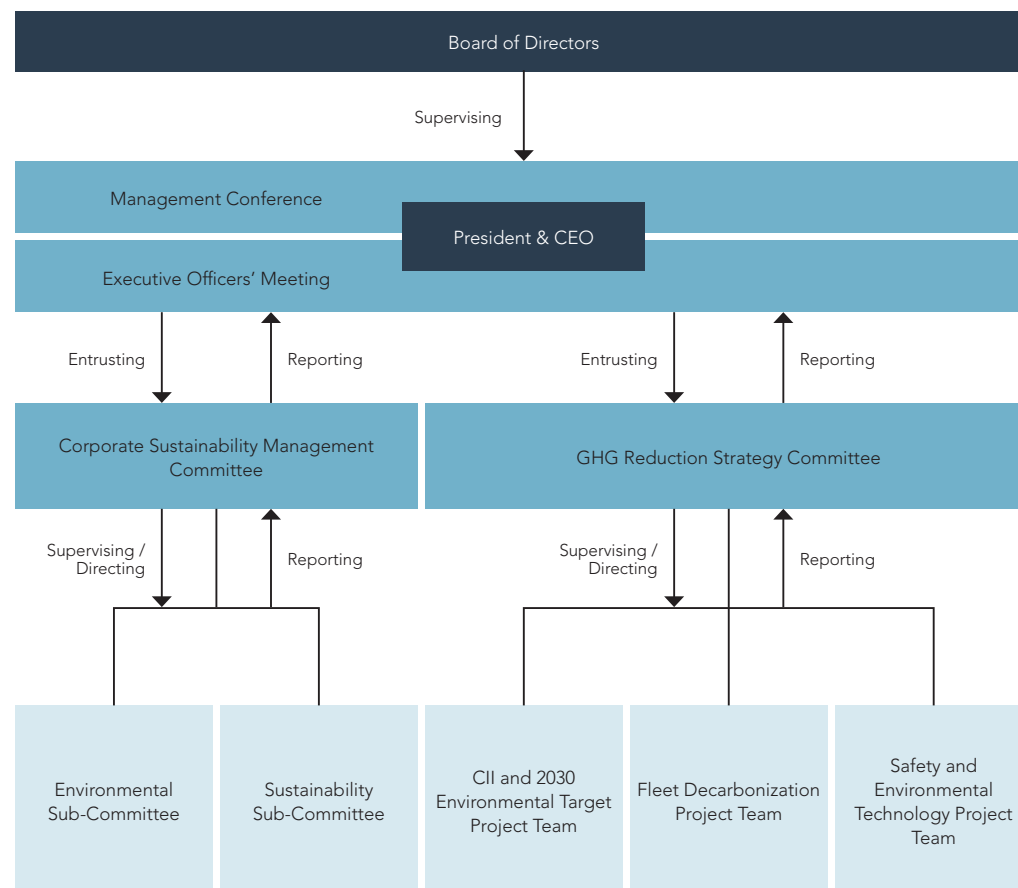 Board of Directors
Supervising
Management Conference
President & CEO
Executive Officers’ Meeting
Entrusting
Reporting
Entrusting
Reporting
Corporate Sustainability Management
Committee
GHG Reduction Strategy Committee
Supervising /
Directing
Reporting
Supervising /
Directing
Reporting
Environmental
Sub-Committee
Sustainability
Sub-Committee
CII and 2030
Environmental Target
Project Team
Fleet Decarbonization
Project Team
Safety and
Environmental
Technology Project
Team